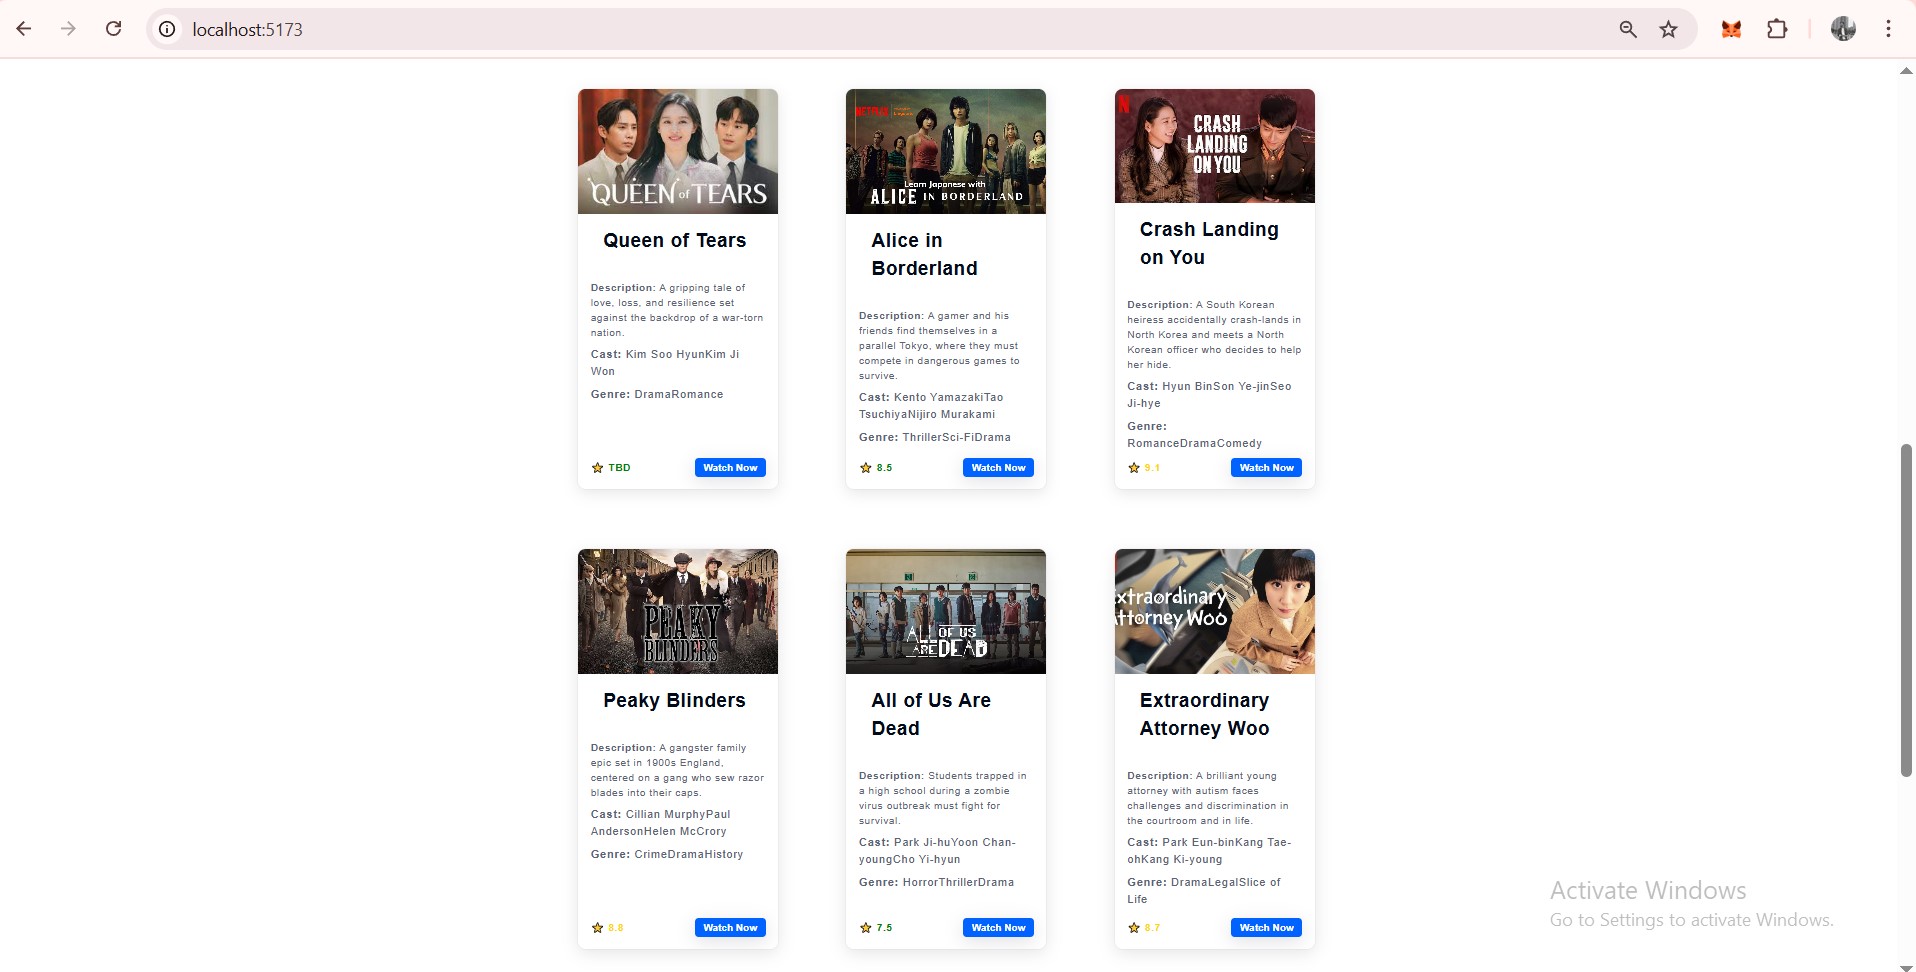 localhost:5173
QUEEN of TEARS
Queen of Tears
Description: A gripping tale of
love, loss, and resilience set
against the backdrop of a war-torn
nation.
Cast: Kim Soo HyunKim Ji
Won
Genre: DramaRomance
TBD
Watch Now
NETFLIX
Learn Japanese with
ALICE IN BORDERLAND
Alice in
Borderland
Description: A gamer and his
friends find themselves in a
parallel Tokyo, where they must
compete in dangerous games to
survive.
Cast: Kento YamazakiTao
TsuchiyaNijiro Murakami
Genre: ThrillerSci-FiDrama
8.5
Watch Now
N
CRASH
LANDING
ON YOU
Crash Landing
on You
Description: A South Korean
heiress accidentally crash-lands in
North Korea and meets a North
Korean officer who decides to help
her hide.
Cast: Hyun BinSon Ye-jinSeo
Ji-hye
Genre:
RomanceDramaComedy
Watch Now
PEAKY
BLINDERS
Peaky Blinders
Description: A gangster family
epic set in 1900s England,
centered on a gang who sew razor
blades into their caps.
Cast: Cillian MurphyPaul
AndersonHelen McCrory
Genre: CrimeDramaHistory
8.8
Watch Now
ALL OF US
ARE DEAD
All of Us Are
Dead
Description: Students trapped in
a high school during a zombie
virus outbreak must fight for
survival.
Cast: Park Ji-huYoon Chan-
youngCho Yi-hyun
Genre: HorrorThrillerDrama
7.5
Watch Now
xtraordinary
ttorney Woo
Extraordinary
Attorney Woo
Description: A brilliant young
attorney with autism faces
challenges and discrimination in
the courtroom and in life.
Cast: Park Eun-binKang Tae-
ohKang Ki-young
Genre: DramaLegalSlice of
Life
8.7
Watch Now
Activate Windows
Go to Settings to activate Windows.